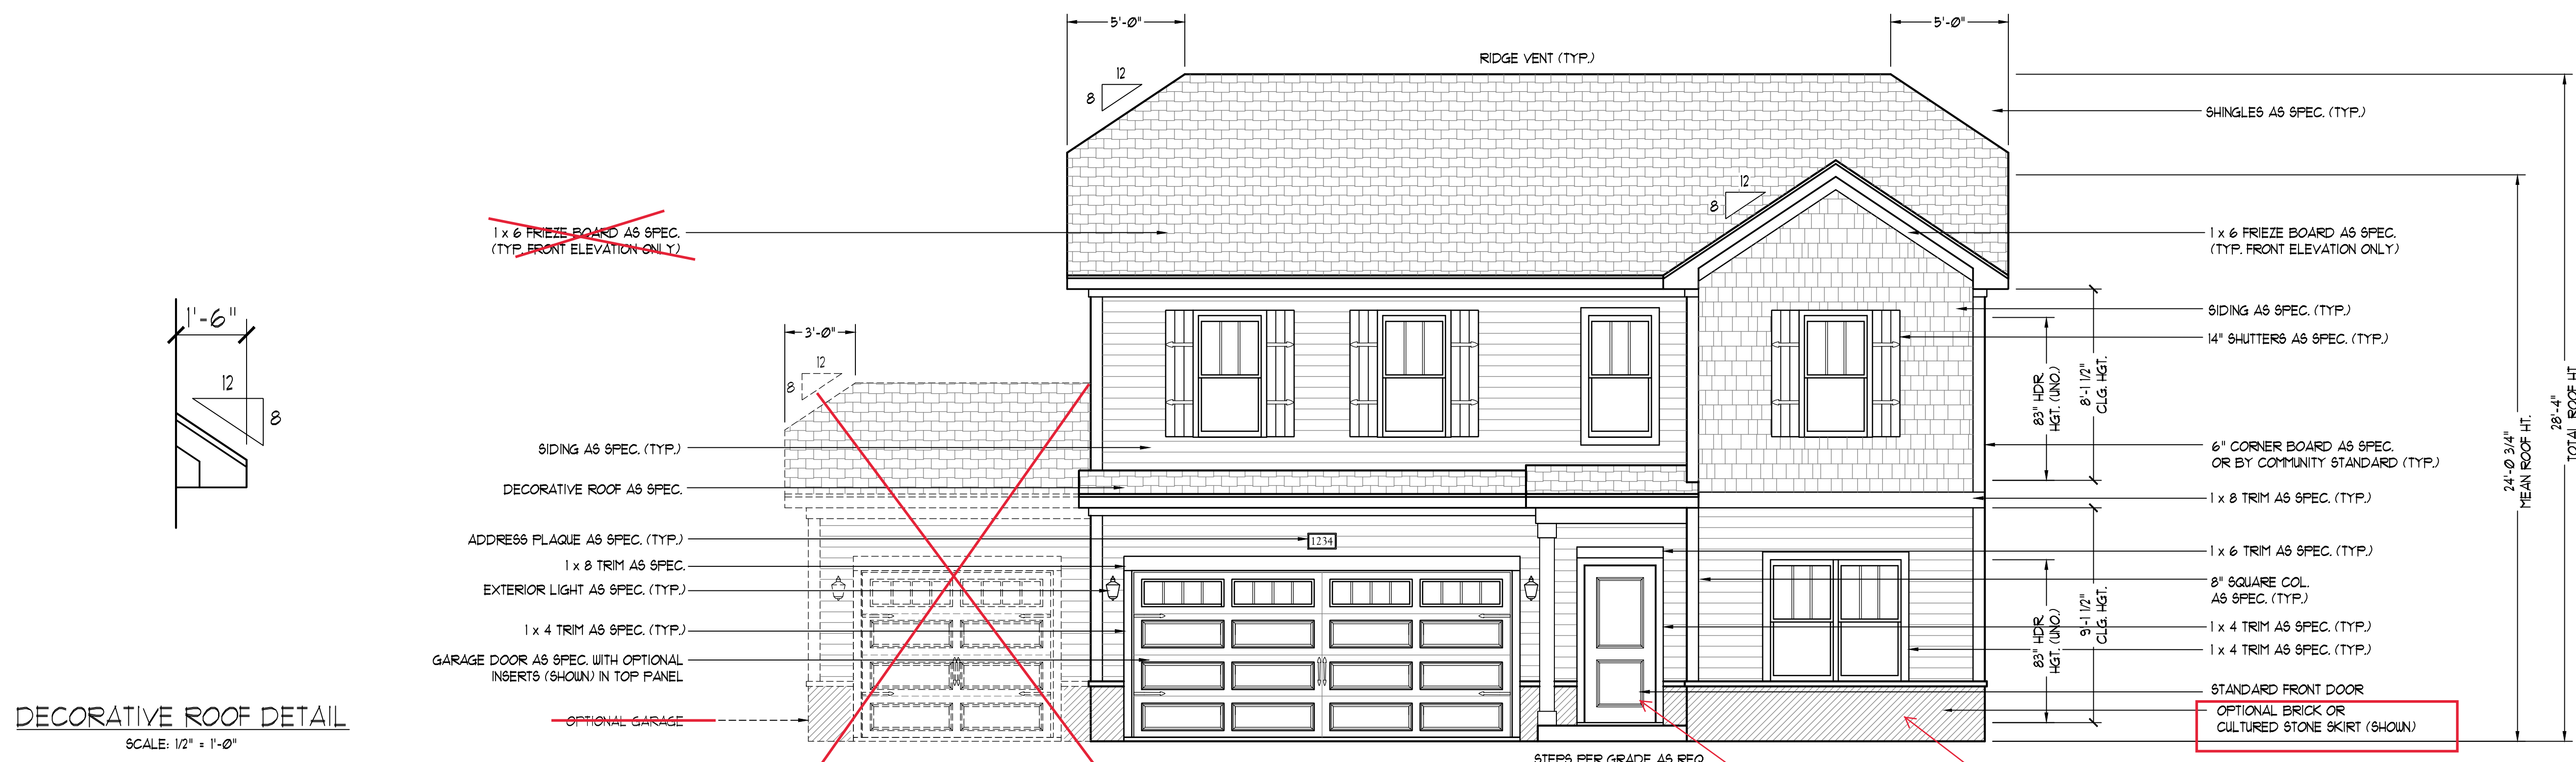 5'-0"
5'-0"
RIDGE VENT (TYP.)
12
8
SHINGLES AS SPEC. (TYP.)
12
8
1 x 6 FRIEZE BOARD AS SPEC.
(TYP. FRONT ELEVATION ONLY)
1 x 6 FRIEZE BOARD AS SPEC.
(TYP. FRONT ELEVATION ONLY)
SIDING AS SPEC. (TYP.)
14" SHUTTERS AS SPEC. (TYP.)
83" HDR.
HGT. (UNO.)
8'-1 1/2"
CLG. HGT.
6" CORNER BOARD AS SPEC.
OR BY COMMUNITY STANDARD (TYP.)
24'-0 3/4"
MEAN ROOF HT.
28'-4"
TOTAL ROOF HT.
1 x 8 TRIM AS SPEC. (TYP.)
1 x 6 TRIM AS SPEC. (TYP.)
8" SQUARE COL.
AS SPEC. (TYP.)
83" HDR.
HGT. (UNO.)
9'-1 1/2"
CLG. HGT.
1 x 4 TRIM AS SPEC. (TYP.)
1 x 4 TRIM AS SPEC. (TYP.)
STANDARD FRONT DOOR
OPTIONAL BRICK OR
CULTURED STONE SKIRT (SHOWN)
3'-0"
12
8
SIDING AS SPEC. (TYP.)
DECORATIVE ROOF AS SPEC.
ADDRESS PLAQUE AS SPEC. (TYP.)
1234
1 x 8 TRIM AS SPEC.
EXTERIOR LIGHT AS SPEC. (TYP.)
1 x 4 TRIM AS SPEC. (TYP.)
GARAGE DOOR AS SPEC. WITH OPTIONAL
INSERTS (SHOWN) IN TOP PANEL
OPTIONAL GARAGE
STEPS PER GRADE AS REQ.
1'-6"
12
8
DECORATIVE ROOF DETAIL
SCALE: 1/2" = 1'-0"